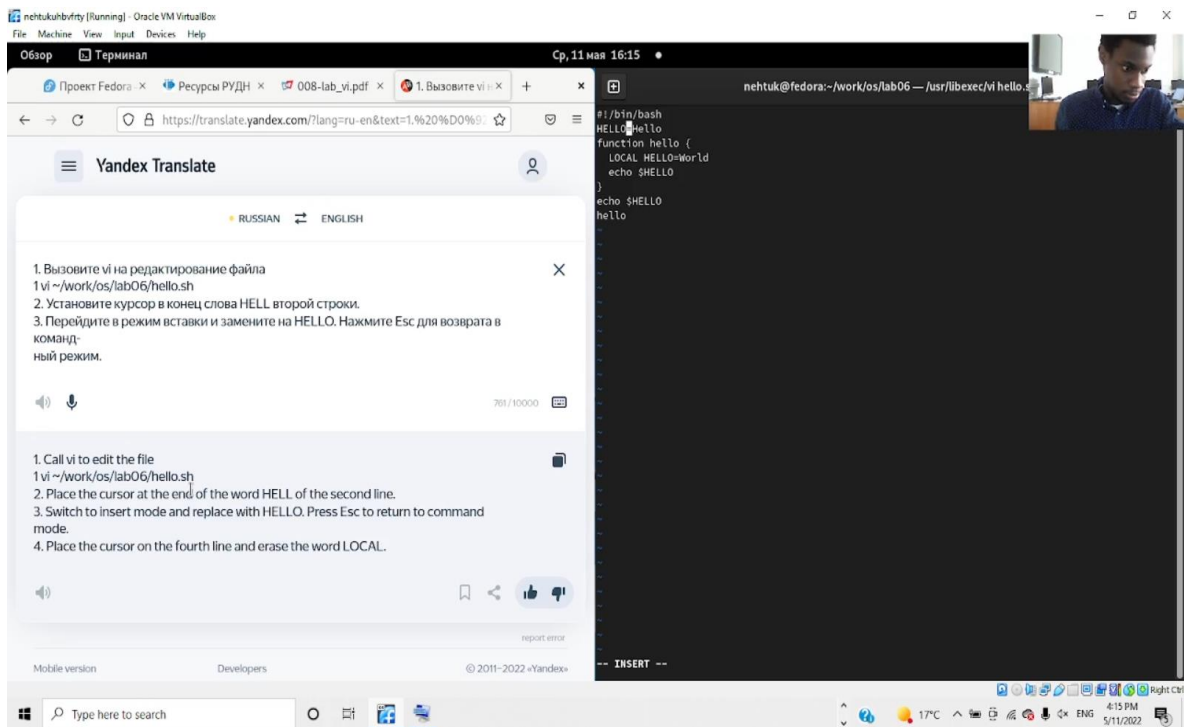 nehtukuhbvfrty [Running] - Oracle VM VirtualBox
File Machine View Input Devices Help
Обзор Терминал Ср, 11 мая 16:15
Проект Fedora Ресурсы РУДН 008-lab_vi.pdf 1. Вызовите vi н
nehtuk@fedora:~/work/os/lab06 — /usr/libexec/vi hello.s
https://translate.yandex.com/?lang=ru-en&text=1.%20%D0%92
Yandex Translate
RUSSIAN ENGLISH
1. Вызовите vi на редактирование файла
1 vi ~/work/os/lab06/hello.sh
2. Установите курсор в конец слова HELL второй строки.
3. Перейдите в режим вставки и замените на HELLO. Нажмите Esc для возврата в
команд-
ный режим.
761/10000
1. Call vi to edit the file
1 vi ~/work/os/lab06/hello.sh
2. Place the cursor at the end of the word HELL of the second line.
3. Switch to insert mode and replace with HELLO. Press Esc to return to command
mode.
4. Place the cursor on the fourth line and erase the word LOCAL.
report error
Mobile version Developers © 2011–2022 «Yandex»
#!/bin/bash
HELLO=Hello
function hello {
LOCAL HELLO=World
echo $HELLO
}
echo $HELLO
hello
-- INSERT --
Right Ctrl
Type here to search
17°C ENG 4:15 PM
5/11/2022